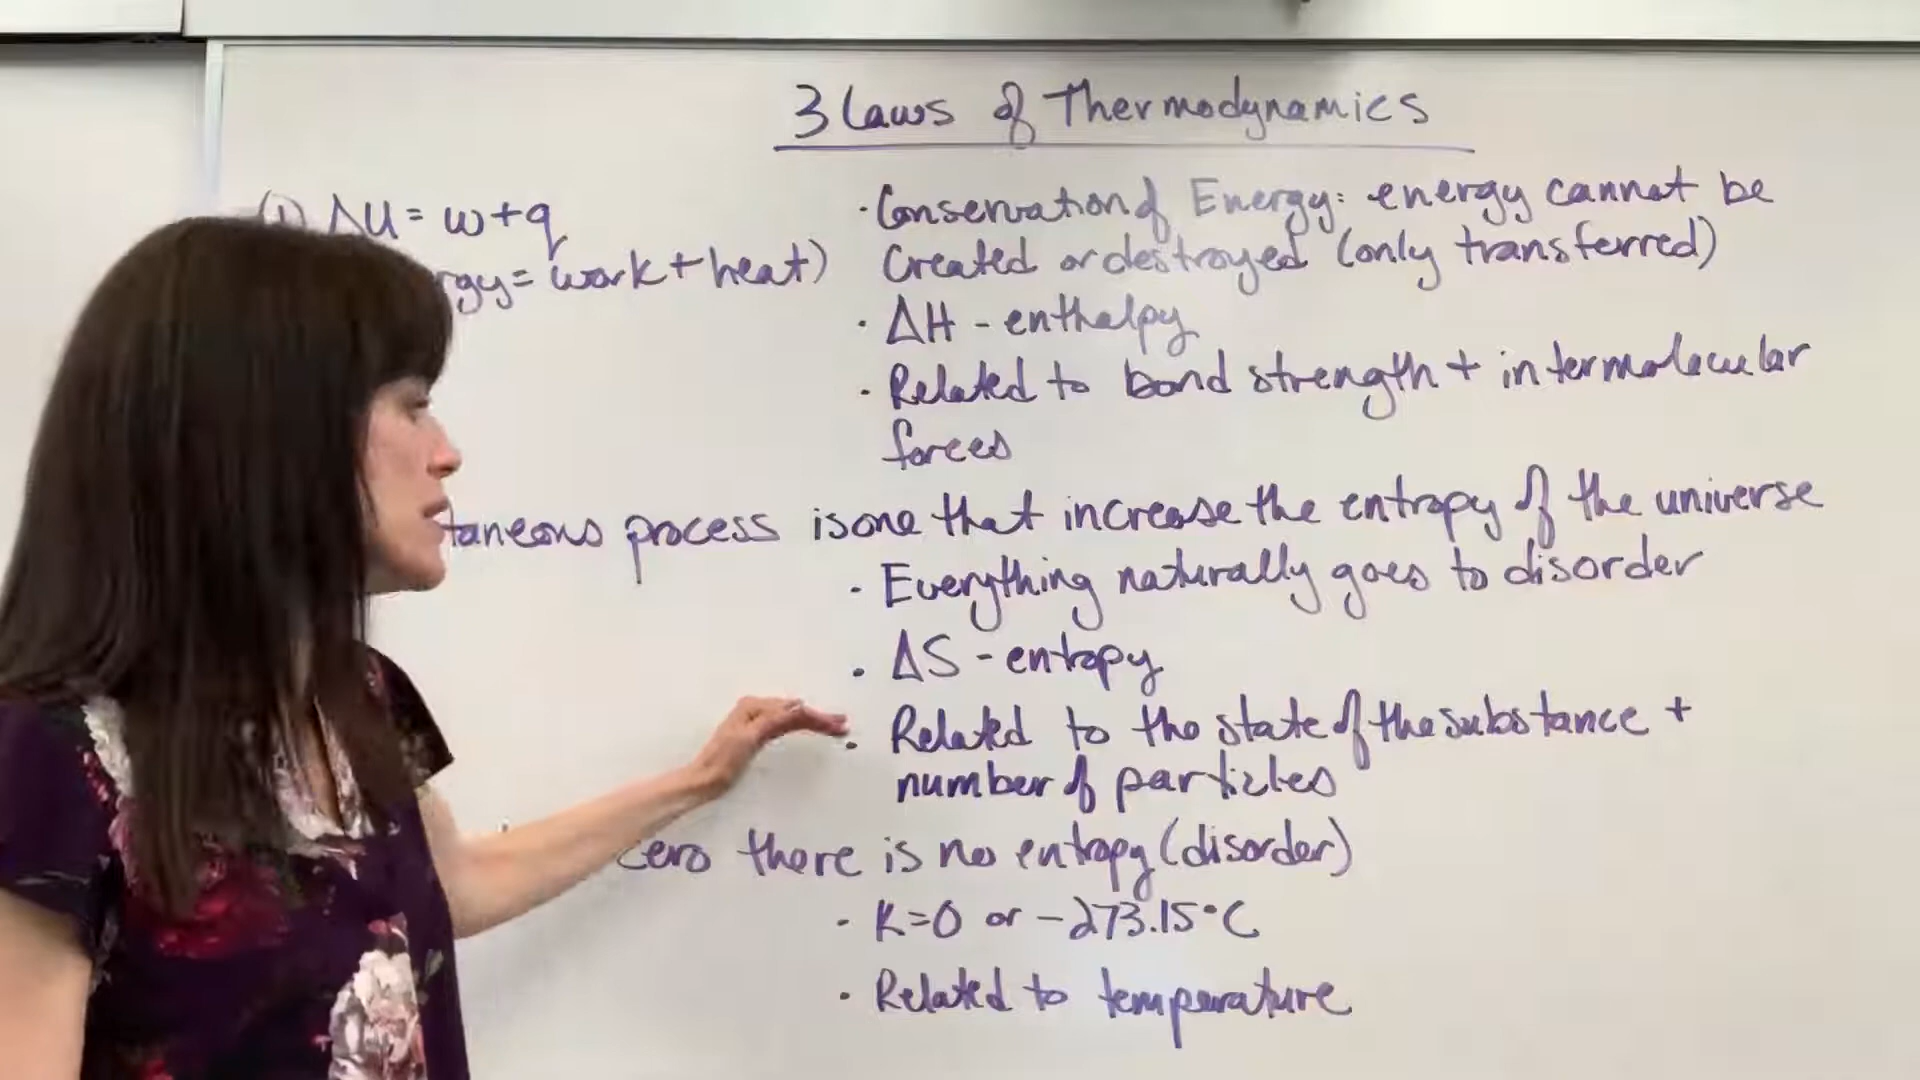 3 Laws of Thermodynamics
(1) ΔU = w+q
= work + heat)
· Conservation of Energy: energy cannot be
created or destroyed (only transferred)
· ΔH - enthalpy
· Related to bond strength + intermolecular
forces
process is one that increase the entropy of the universe
· Everything naturally goes to disorder
· ΔS - entropy
· Related to the state of the substance +
number of particles
zero there is no entropy (disorder)
· K=0 or -273.15°C
· Related to temperature